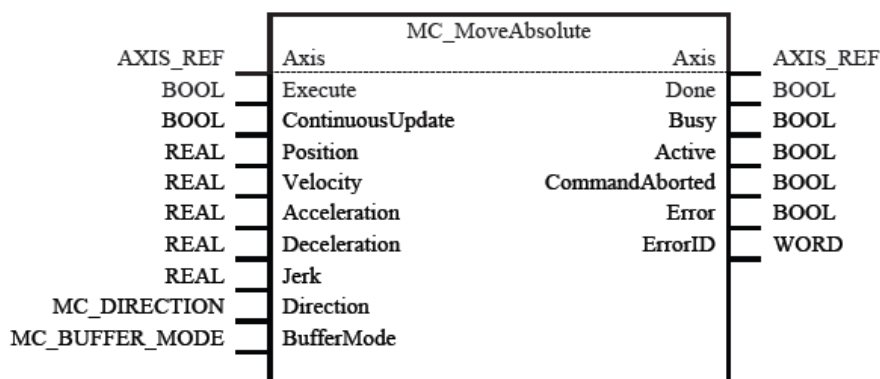 MC_MoveAbsolute
AXIS_REF Axis Axis AXIS_REF
BOOL Execute Done BOOL
BOOL ContinuousUpdate Busy BOOL
REAL Position Active BOOL
REAL Velocity CommandAborted BOOL
REAL Acceleration Error BOOL
REAL Deceleration ErrorID WORD
REAL Jerk
MC_DIRECTION Direction
MC_BUFFER_MODE BufferMode